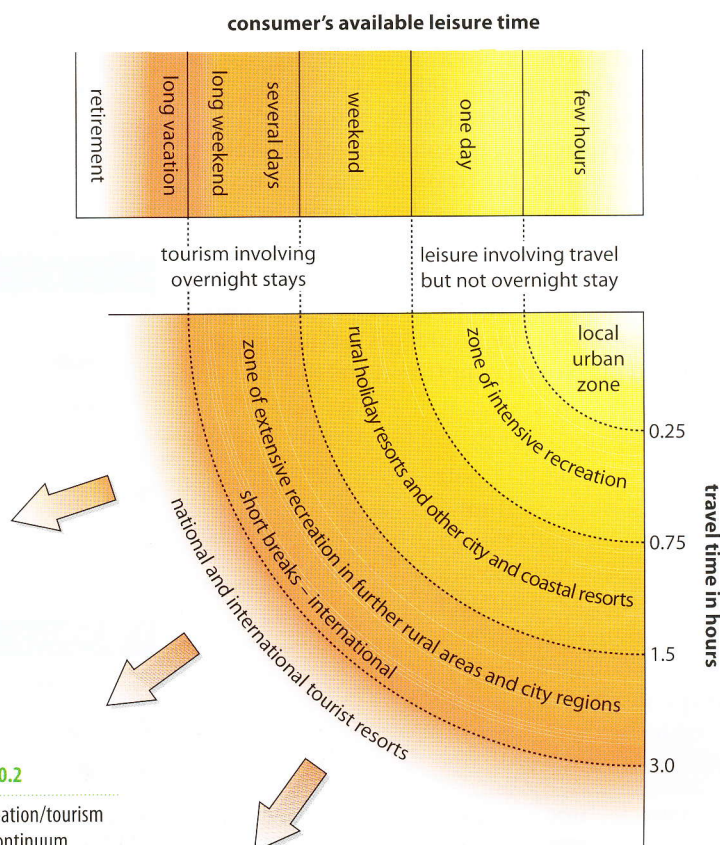 consumer's available leisure time
retirement
long vacation
long weekend
several days
weekend
one day
few hours
tourism involving
overnight stays
leisure involving travel
but not overnight stay
local
urban
zone
zone of intensive recreation
rural holiday resorts and other city and coastal resorts
zone of extensive recreation in further rural areas and city regions
short breaks – international
national and international tourist resorts
0.25
0.75
1.5
3.0
travel time in hours
0.2
ation/tourism
ontinuum